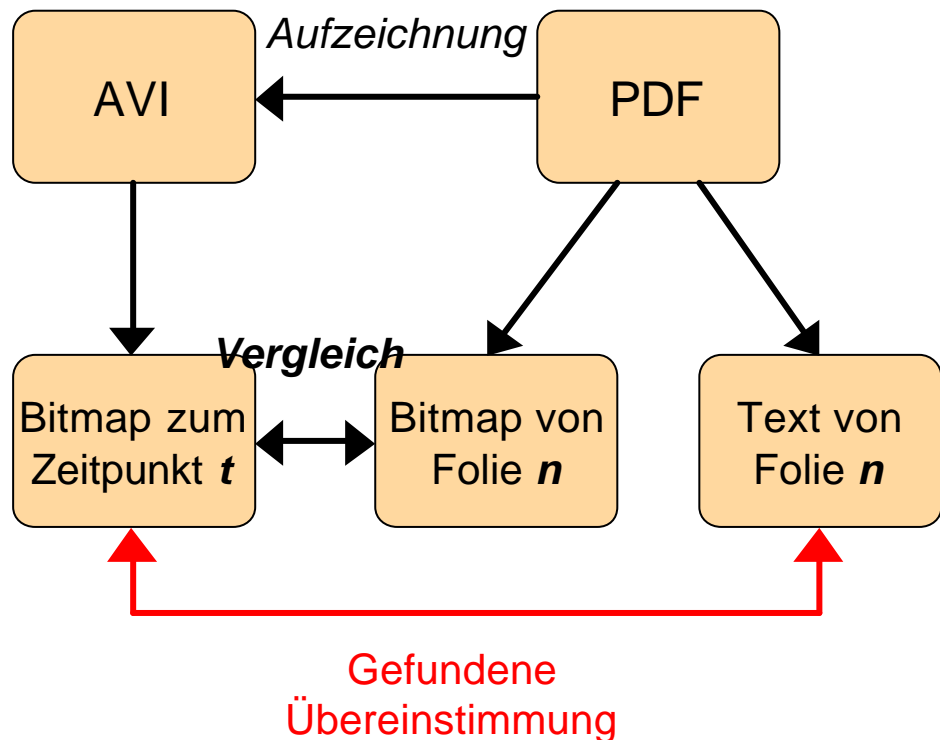 Aufzeichnung
AVI
PDF
Vergleich
Bitmap zum
Zeitpunkt t
Bitmap von
Folie n
Text von
Folie n
Gefundene
Übereinstimmung